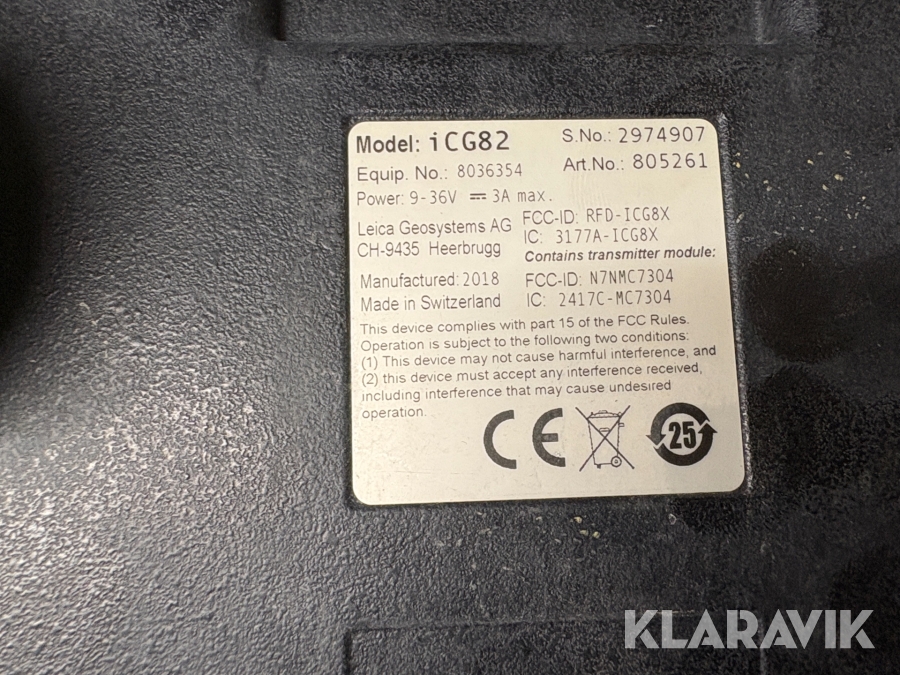 Model: iCG82
S.No.: 2974907
Equip. No.: 8036354
Art.No.: 805261
Power: 9-36V ⎓ 3A max.
Leica Geosystems AG
CH-9435 Heerbrugg
FCC-ID: RFD-ICG8X
IC: 3177A-ICG8X
Contains transmitter module:
Manufactured: 2018
Made in Switzerland
FCC-ID: N7NMC7304
IC: 2417C-MC7304
This device complies with part 15 of the FCC Rules.
Operation is subject to the following two conditions:
(1) This device may not cause harmful interference, and
(2) this device must accept any interference received,
including interference that may cause undesired
operation.
CE
25
KLARAVIK